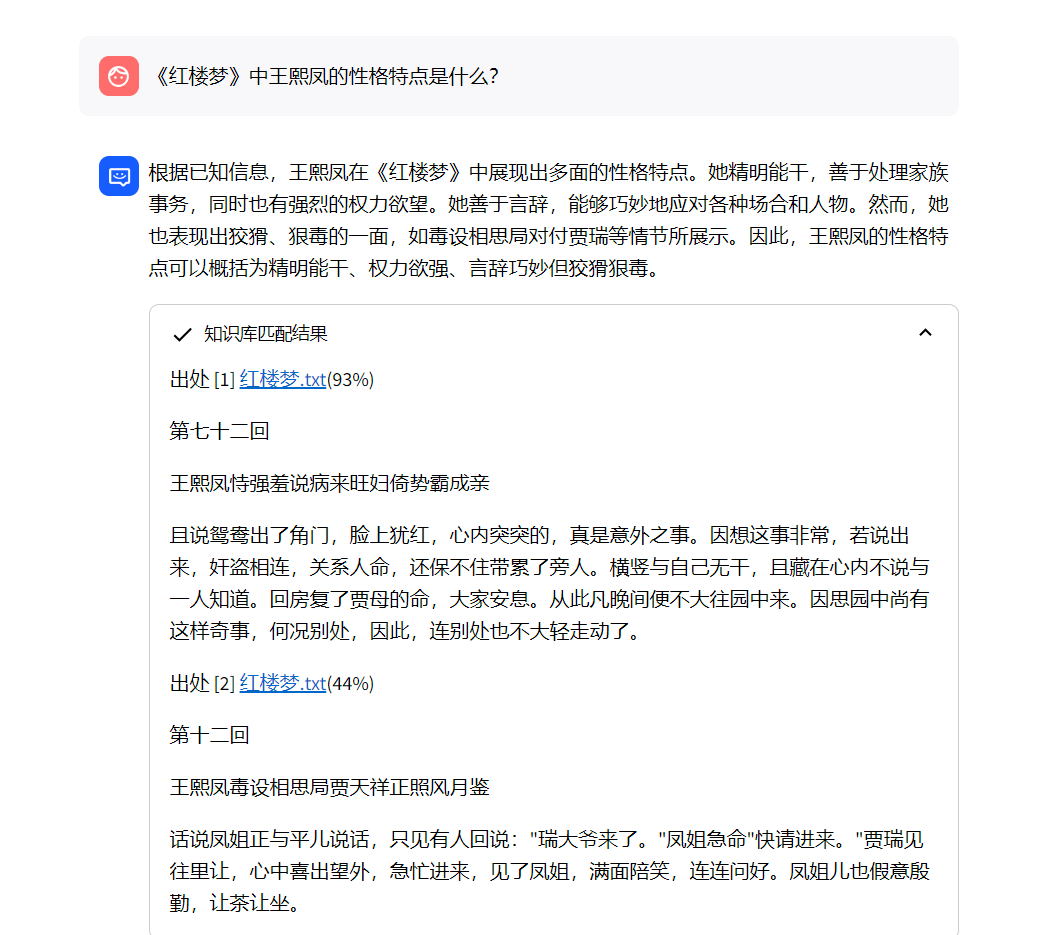 《红楼梦》中王熙凤的性格特点是什么?
根据已知信息，王熙凤在《红楼梦》中展现出多面的性格特点。她精明能干，善于处理家族
事务，同时也有强烈的权力欲望。她善于言辞，能够巧妙地应对各种场合和人物。然而，她
也表现出狡猾、狠毒的一面，如毒设相思局对付贾瑞等情节所展示。因此，王熙凤的性格特
点可以概括为精明能干、权力欲强、言辞巧妙但狡猾狠毒。
知识库匹配结果
出处 [1] 红楼梦.txt(93%)
第七十二回
王熙凤恃强羞说病来旺妇倚势霸成亲
且说鸳鸯出了角门，脸上犹红，心内突突的，真是意外之事。因想这事非常，若说出
来，奸盗相连，关系人命，还保不住带累了旁人。横竖与自己无干，且藏在心内不说与
一人知道。回房复了贾母的命，大家安息。从此凡晚间便不大往园中来。因思园中尚有
这样奇事，何况别处，因此，连别处也不大轻走动了。
出处 [2] 红楼梦.txt(44%)
第十二回
王熙凤毒设相思局贾天祥正照风月鉴
话说凤姐正与平儿说话，只见有人回说："瑞大爷来了。"凤姐急命"快请进来。"贾瑞见
往里让，心中喜出望外，急忙进来，见了凤姐，满面陪笑，连连问好。凤姐儿也假意殷
勤，让茶让坐。